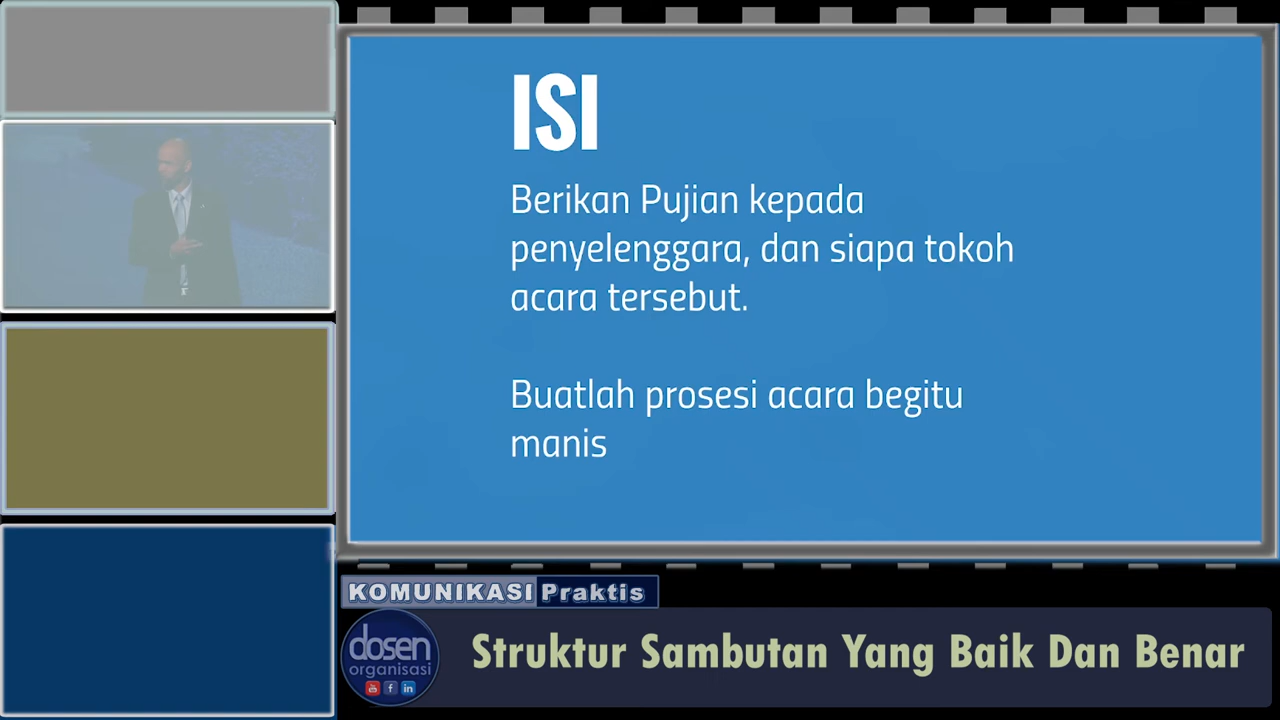 ISI
Berikan Pujian kepada
penyelenggara, dan siapa tokoh
acara tersebut.
Buatlah prosesi acara begitu
manis
KOMUNIKASI Praktis
dosen
organisasi
Struktur Sambutan Yang Baik Dan Benar